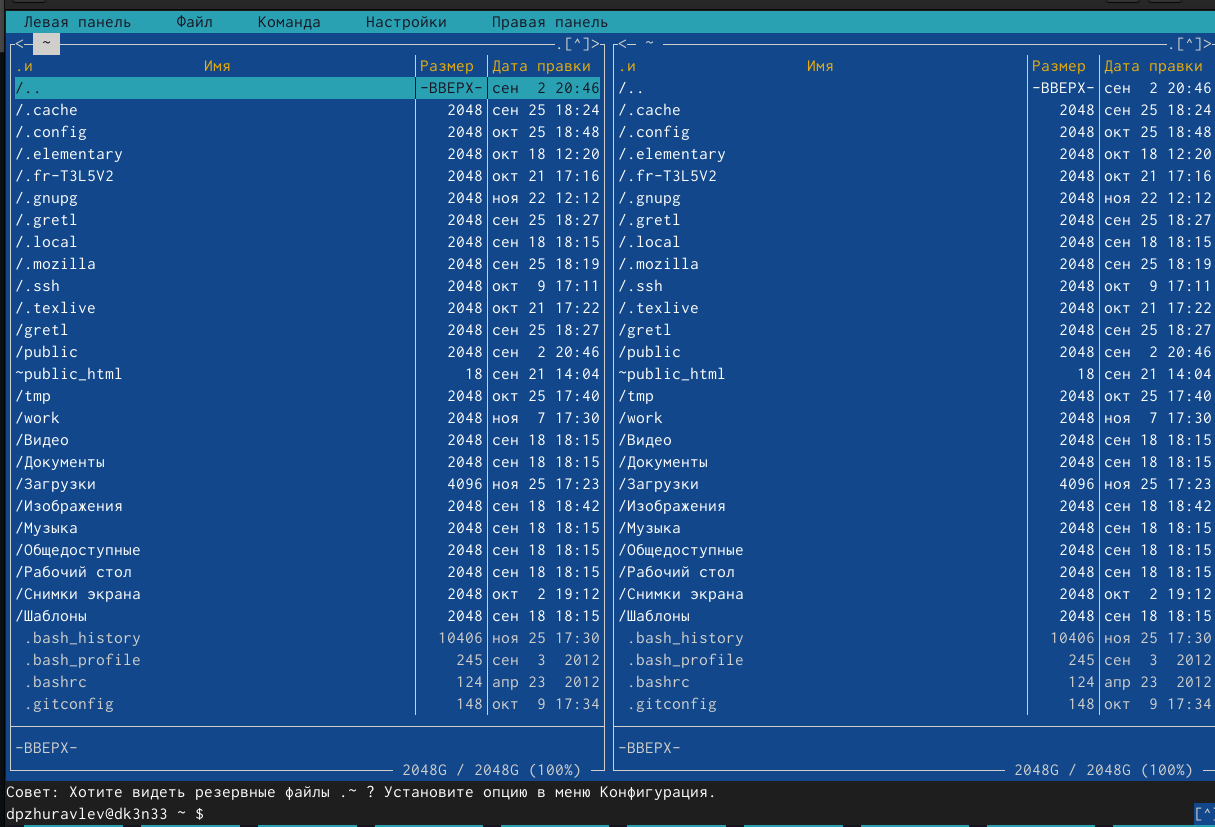 Левая панель Файл Команда Настройки Правая панель
<- ~ .[^]> <- ~ .[^]>
.и Имя Размер Дата правки .и Имя Размер Дата правки
/.. -ВВЕРХ- сен 2 20:46 /.. -ВВЕРХ- сен 2 20:46
/.cache 2048 сен 25 18:24 /.cache 2048 сен 25 18:24
/.config 2048 окт 25 18:48 /.config 2048 окт 25 18:48
/.elementary 2048 окт 18 12:20 /.elementary 2048 окт 18 12:20
/.fr-T3L5V2 2048 окт 21 17:16 /.fr-T3L5V2 2048 окт 21 17:16
/.gnupg 2048 ноя 22 12:12 /.gnupg 2048 ноя 22 12:12
/.gretl 2048 сен 25 18:27 /.gretl 2048 сен 25 18:27
/.local 2048 сен 18 18:15 /.local 2048 сен 18 18:15
/.mozilla 2048 сен 25 18:19 /.mozilla 2048 сен 25 18:19
/.ssh 2048 окт 9 17:11 /.ssh 2048 окт 9 17:11
/.texlive 2048 окт 21 17:22 /.texlive 2048 окт 21 17:22
/gretl 2048 сен 25 18:27 /gretl 2048 сен 25 18:27
/public 2048 сен 2 20:46 /public 2048 сен 2 20:46
~public_html 18 сен 21 14:04 ~public_html 18 сен 21 14:04
/tmp 2048 окт 25 17:40 /tmp 2048 окт 25 17:40
/work 2048 ноя 7 17:30 /work 2048 ноя 7 17:30
/Видео 2048 сен 18 18:15 /Видео 2048 сен 18 18:15
/Документы 2048 сен 18 18:15 /Документы 2048 сен 18 18:15
/Загрузки 4096 ноя 25 17:23 /Загрузки 4096 ноя 25 17:23
/Изображения 2048 сен 18 18:42 /Изображения 2048 сен 18 18:42
/Музыка 2048 сен 18 18:15 /Музыка 2048 сен 18 18:15
/Общедоступные 2048 сен 18 18:15 /Общедоступные 2048 сен 18 18:15
/Рабочий стол 2048 сен 18 18:15 /Рабочий стол 2048 сен 18 18:15
/Снимки экрана 2048 окт 2 19:12 /Снимки экрана 2048 окт 2 19:12
/Шаблоны 2048 сен 18 18:15 /Шаблоны 2048 сен 18 18:15
.bash_history 10406 ноя 25 17:30 .bash_history 10406 ноя 25 17:30
.bash_profile 245 сен 3 2012 .bash_profile 245 сен 3 2012
.bashrc 124 апр 23 2012 .bashrc 124 апр 23 2012
.gitconfig 148 окт 9 17:34 .gitconfig 148 окт 9 17:34
-ВВЕРХ- -ВВЕРХ-
2048G / 2048G (100%) 2048G / 2048G (100%)
Совет: Хотите видеть резервные файлы .~ ? Установите опцию в меню Конфигурация.
dpzhuravlev@dk3n33 ~ $ [^]